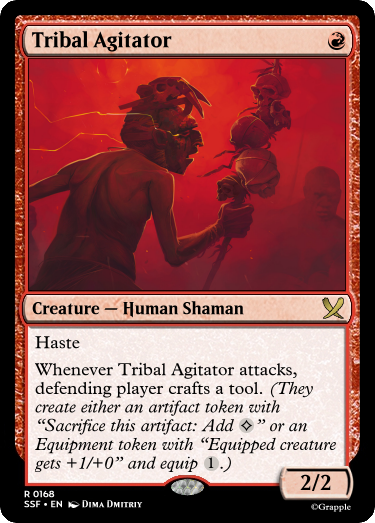 Tribal Agitator
Creature — Human Shaman
Haste
Whenever Tribal Agitator attacks,
defending player crafts a tool. (They
create either an artifact token with
“Sacrifice this artifact: Add ” or an
Equipment token with “Equipped creature
gets +1/+0” and equip 1.)
R 0168
SSF • EN Dima Dmitriy
2/2
©Grapple